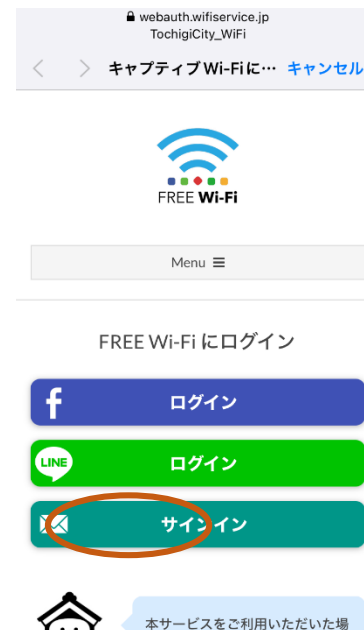 webauth.wifiservice.jp
TochigiCity_WiFi
キャプティブ Wi-Fiに… キャンセル
FREE Wi-Fi
Menu
FREE Wi-Fi にログイン
f ログイン
LINE ログイン
サインイン
本サービスをご利用いただいた場